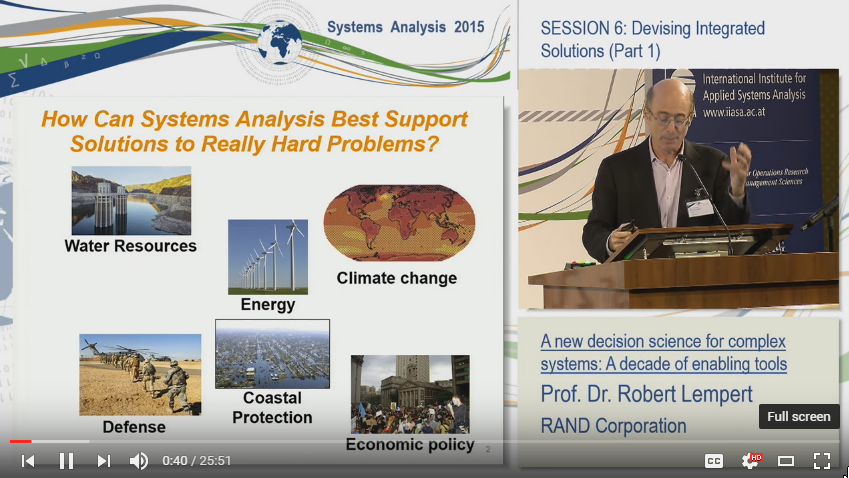 Systems Analysis 2015
SESSION 6: Devising Integrated
Solutions (Part 1)
How Can Systems Analysis Best Support
Solutions to Really Hard Problems?
Water Resources
Energy
Climate change
Defense
Coastal
Protection
Economic policy
2
International Institute for
Applied Systems Analysis
www.iiasa.ac.at
Operations Research
A new decision science for complex
systems: A decade of enabling tools
Prof. Dr. Robert Lempert
RAND Corporation
Full screen
0:40 / 25:51
CC
HD